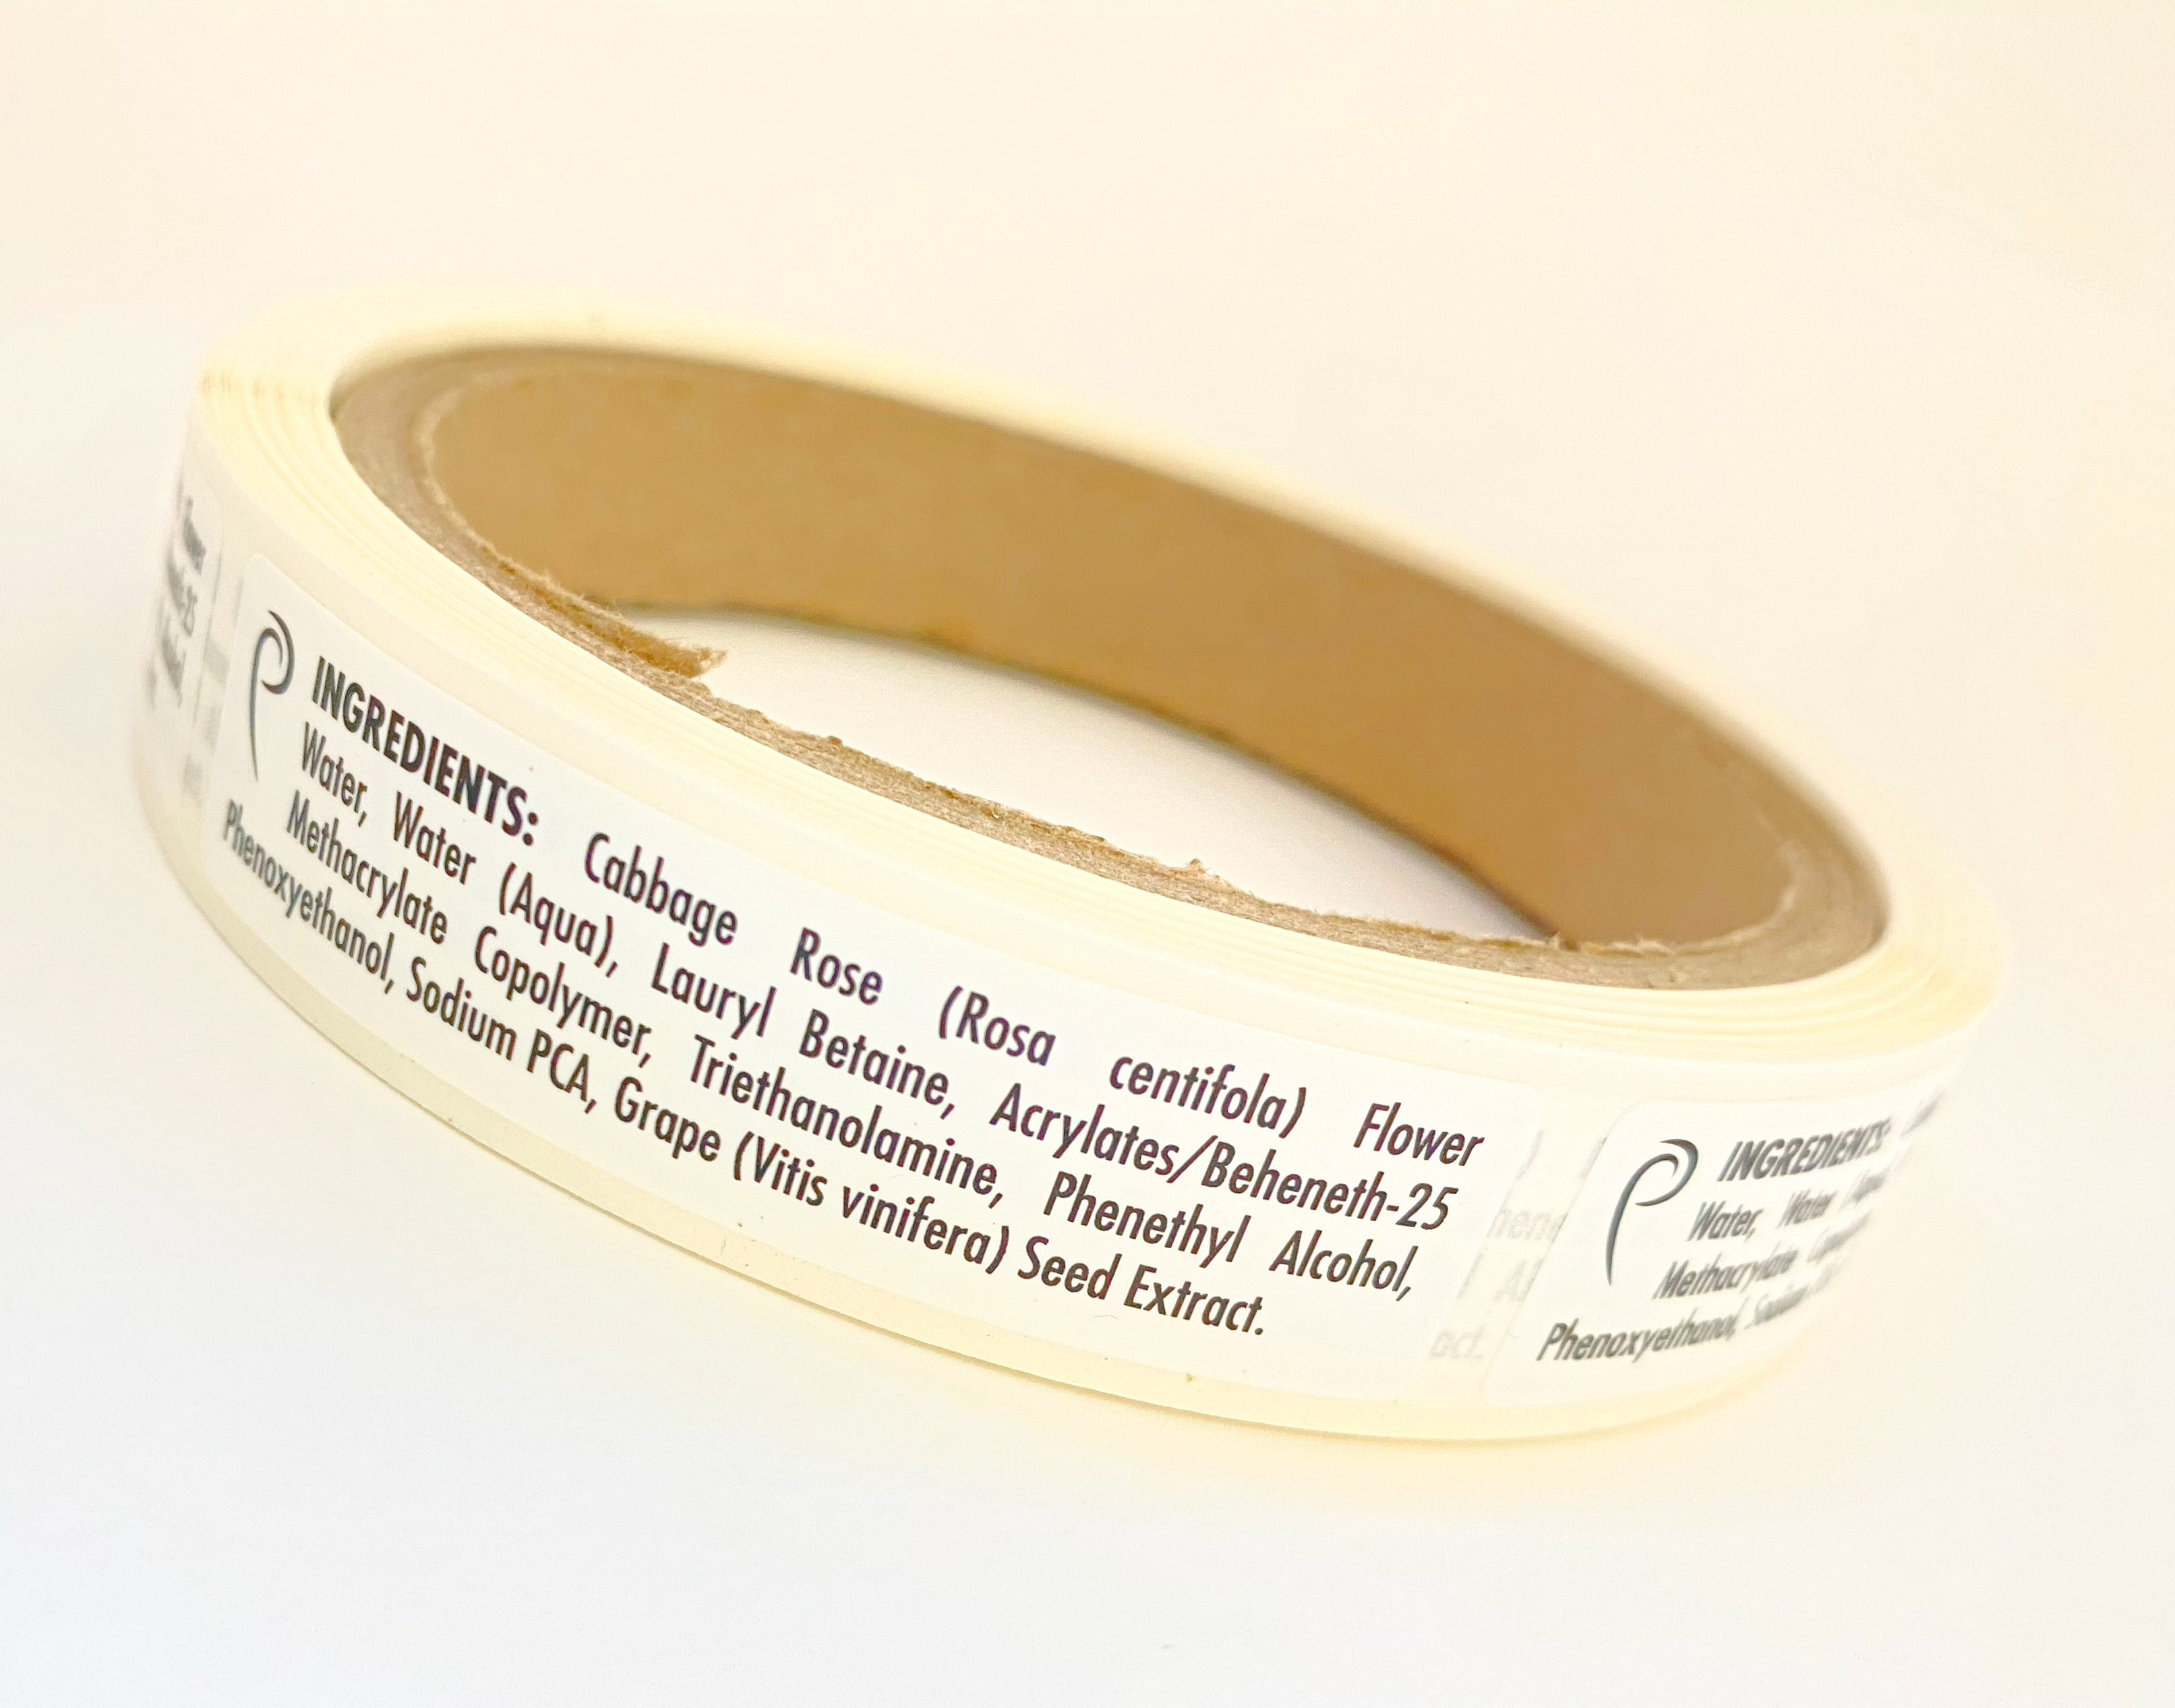 INGREDIENTS: Cabbage Rose (Rosa centifola) Flower
Water, Water (Aqua), Lauryl Betaine, Acrylates/Beheneth-25
Methacrylate Copolymer, Triethanolamine, Phenethyl Alcohol,
Phenoxyethanol, Sodium PCA, Grape (Vitis vinifera) Seed Extract.
INGREDIENTS:
Water, Water
Methacrylate
Phenoxyethanol,